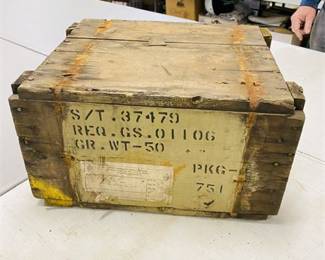 S/T.37479
REQ.GS.01106
GR.WT-50
PKG-
751